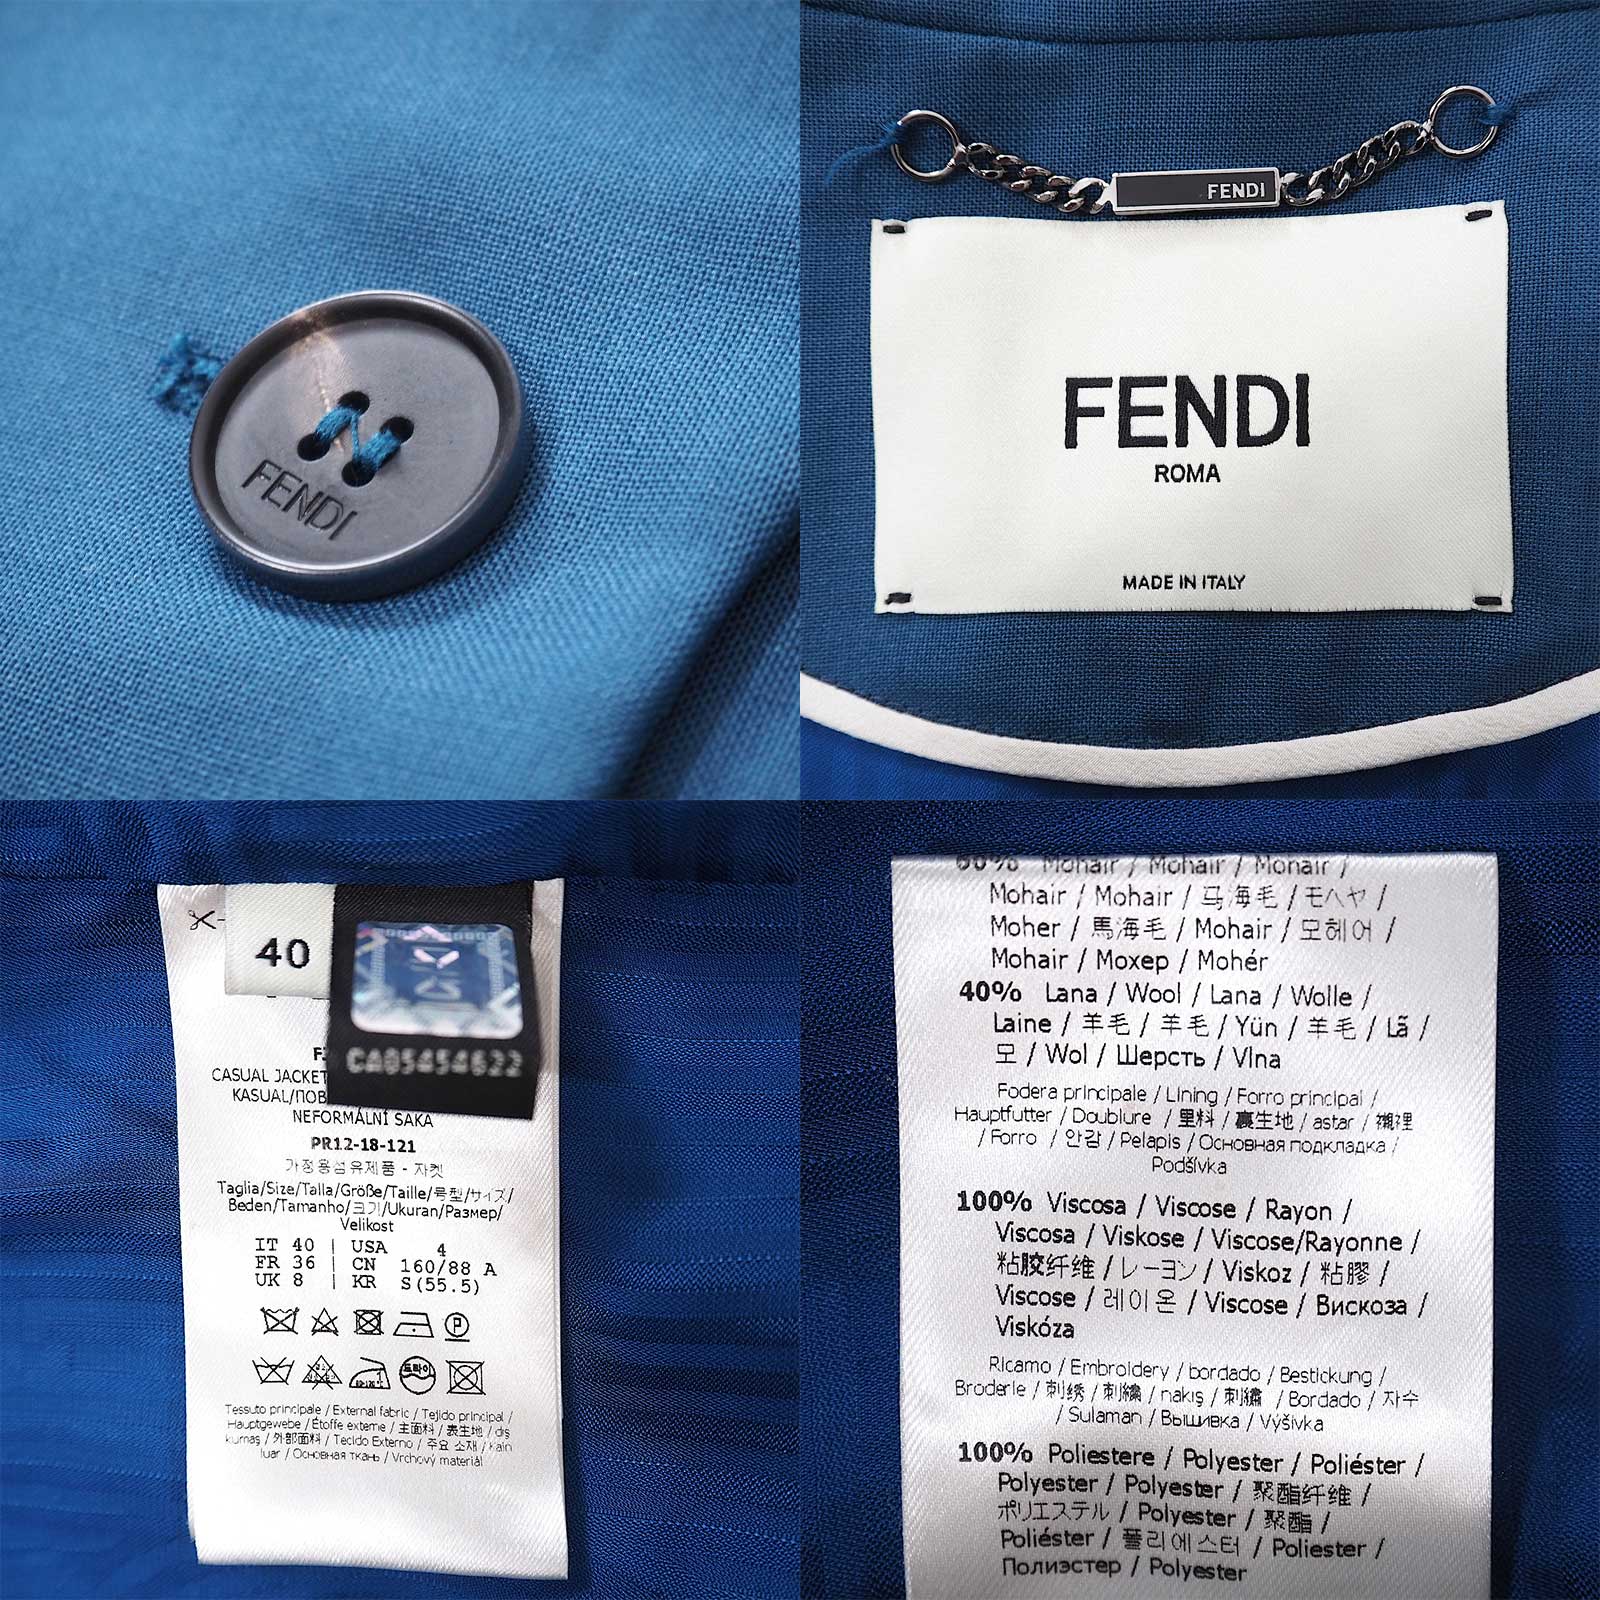 FENDI
FENDI
FENDI
ROMA
MADE IN ITALY
40
CA05454622
CASUAL JACKET
NEFORMÁLNÍ SAKA
PR12-18-121
가정용섬유제품 - 자켓
Taglia/Size/Talla/Größe/Taille/号型/サイズ/
Beden/Tamanho/크기/Ukuran/Размер/
Velikost
IT 40 | USA 4
FR 36 | CN 160/88 A
UK 8 | KR S(55.5)
드라이
Tessuto principale / External fabric / Tejido principal /
Hauptgewebe / Étoffe externe / 主面料 / 表生地 / dış
kumaş / 外部面料 / Tecido Externo / 주요 소재 / Kain
luar / Основная ткань / Vrchový materiál
60% Mohair / Mohair / Mohair /
Mohair / Mohair / 马海毛 / モヘヤ /
Moher / 馬海毛 / Mohair / 모헤어 /
Mohair / Мохер / Mohér
40% Lana / Wool / Lana / Wolle /
Laine / 羊毛 / 羊毛 / Yün / 羊毛 / Lã /
모 / Wol / Шерсть / Vlna
Fodera principale / Lining / Forro principal /
Hauptfutter / Doublure / 里料 / 裏生地 / astar / 襯裡
/ Forro / 안감 / Pelapis / Основная подкладка /
Podšívka
100% Viscosa / Viscose / Rayon /
Viscosa / Viskose / Viscose/Rayonne /
粘胶纤维 / レーヨン / Viskoz / 粘膠 /
Viscose / 레이온 / Viscose / Вискоза /
Viskóza
Ricamo / Embroidery / bordado / Bestickung /
Broderie / 刺绣 / 刺繍 / nakış / 刺繡 / Bordado / 자수
/ Sulaman / Вышивка / Výšivka
100% Poliestere / Polyester / Poliéster /
Polyester / Polyester / 聚酯纤维 /
ポリエステル / Polyester / 聚酯 /
Poliéster / 폴리에스터 / Poliester /
Полиэстер / Polyester